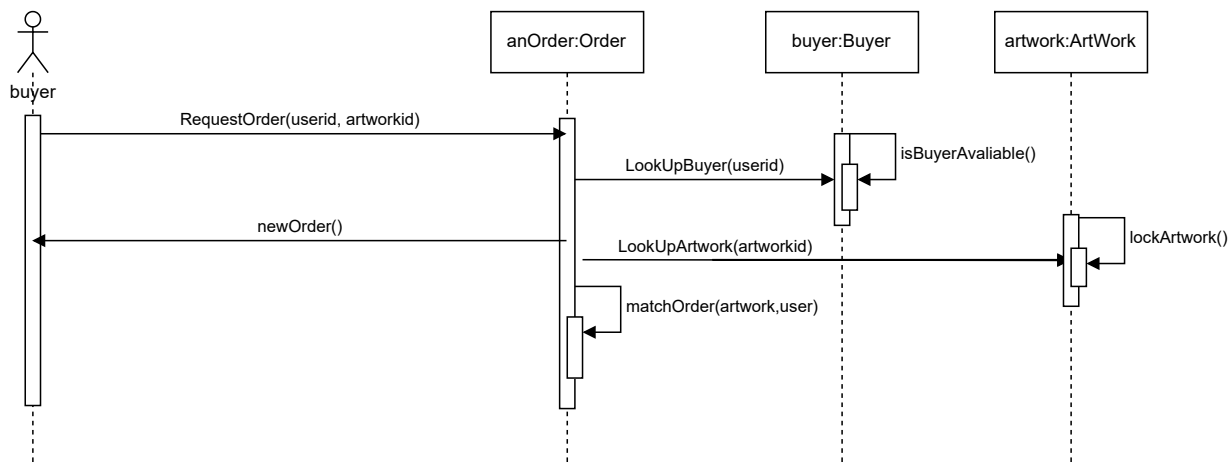 buyer
anOrder:Order
buyer:Buyer
artwork:ArtWork
RequestOrder(userid, artworkid)
isBuyerAvaliable()
LookUpBuyer(userid)
newOrder()
LookUpArtwork(artworkid)
lockArtwork()
matchOrder(artwork,user)